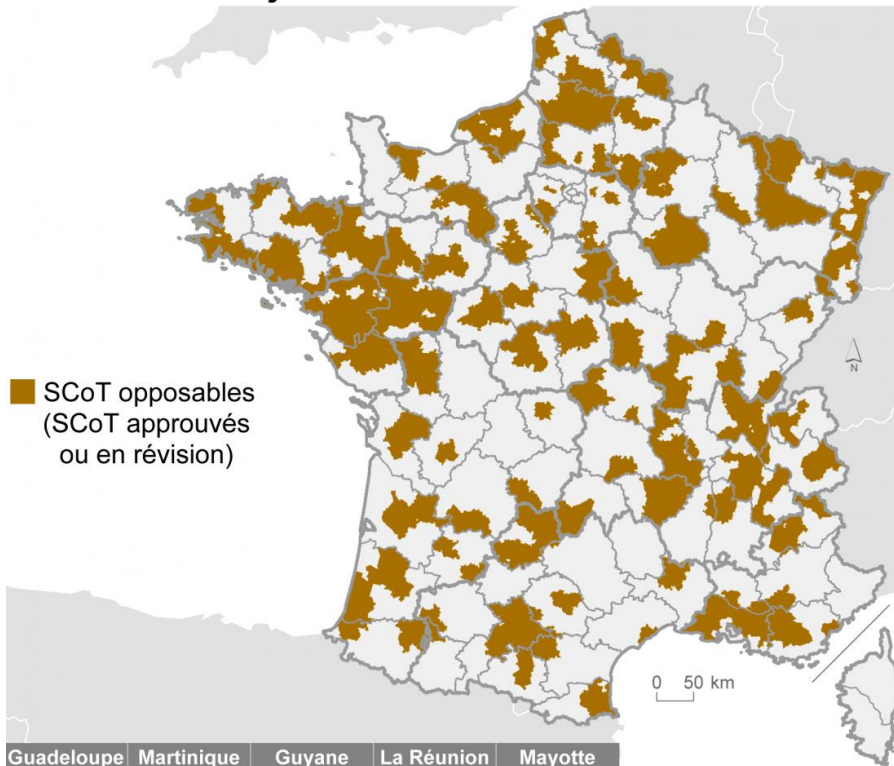 SCoT opposables
(SCoT approuvés
ou en révision)
N
0 50 km
Guadeloupe Martinique Guyane La Réunion Mayotte